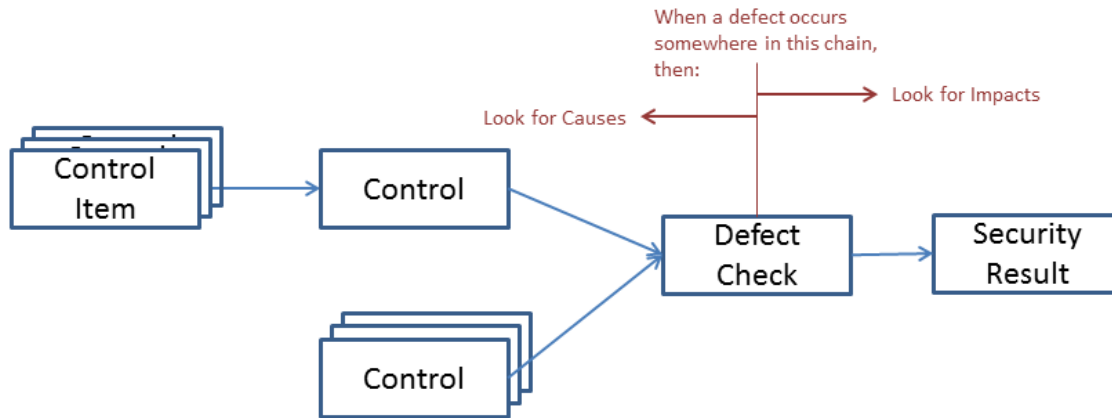 When a defect occurs
somewhere in this chain,
then:
Look for Causes
Look for Impacts
Control
Item
Control
Defect
Check
Security
Result
Control